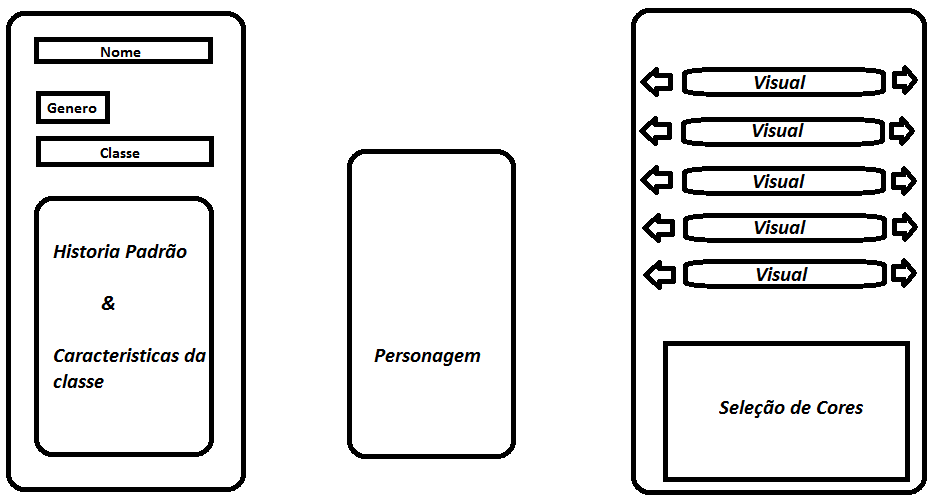 Nome
Genero
Classe
Historia Padrão
&
Caracteristicas da
classe
Personagem
Visual
Visual
Visual
Visual
Visual
Seleção de Cores